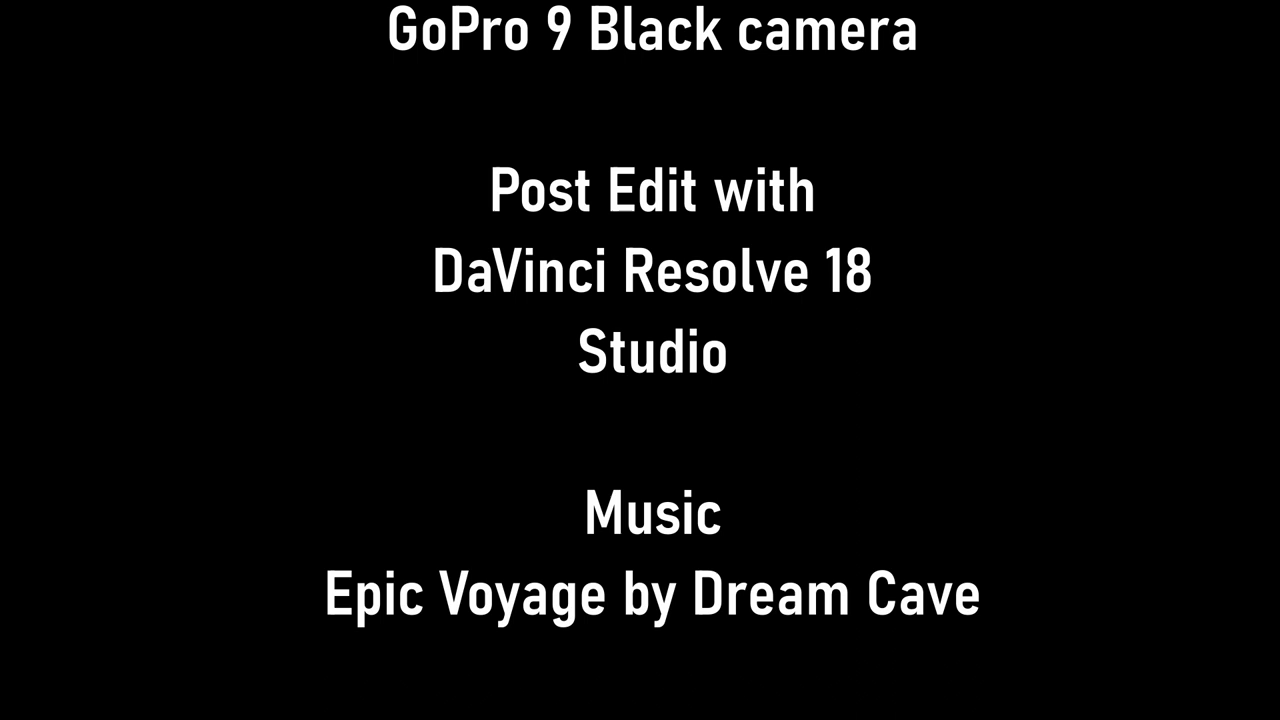 GoPro 9 Black camera
Post Edit with
DaVinci Resolve 18
Studio
Music
Epic Voyage by Dream Cave